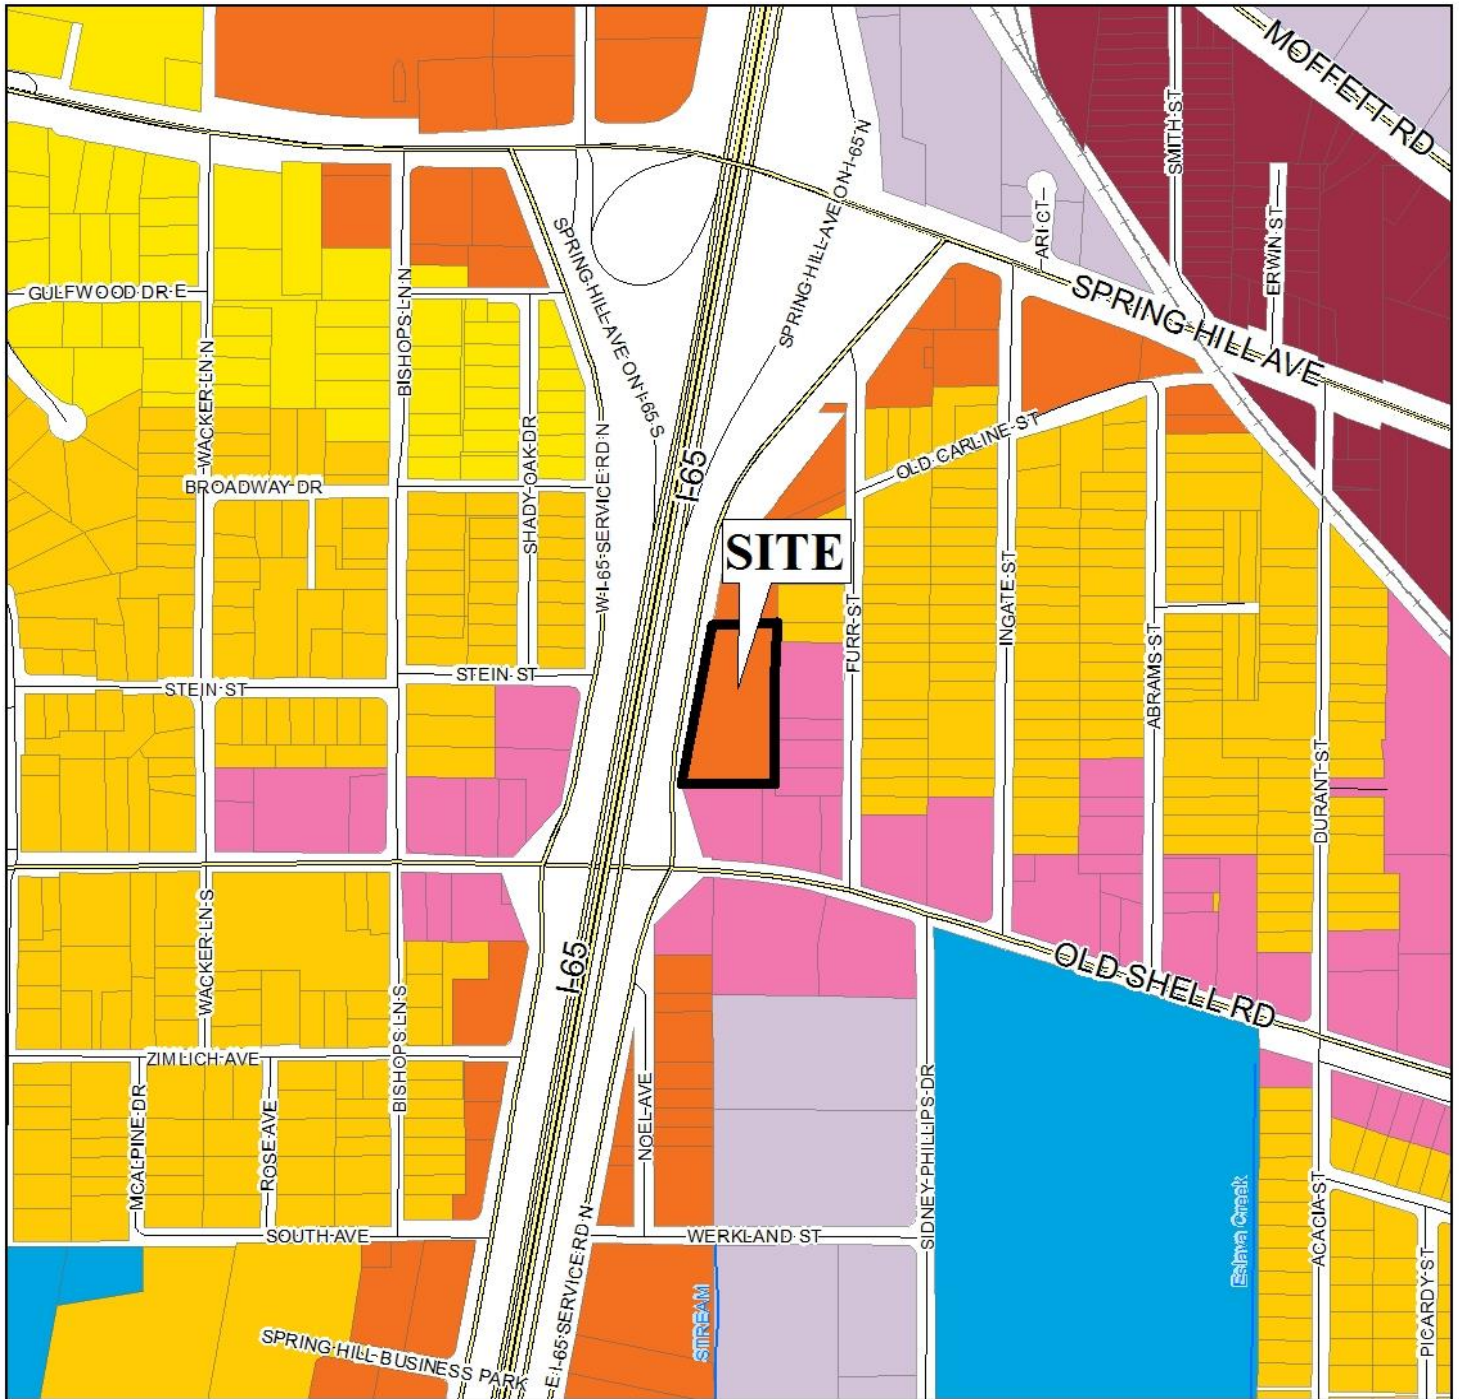 MOFFETT RD
SMITH ST
SPRING HILL AVE ON I-65 N
ARI CT
ERWIN ST
SPRING HILL AVE ON I-65 S
GULFWOOD DR E
BISHOPS LN N
SPRING HILL AVE
WACKER LN N
SHADY OAK DR
W I-65 SERVICE RD N
I-65
OLD CARLINE ST
BROADWAY DR
SITE
FURR ST
INGATE ST
ABRAMS ST
STEIN ST
STEIN ST
DURANT ST
WACKER LN S
I-65
OLD SHELL RD
BISHOPS LN S
ZIMLICH AVE
MCALPINE DR
ROSE AVE
NOEL AVE
SIDNEY PHILLIPS DR
Eslava Creek
ACACIA ST
SOUTH AVE
WERKLAND ST
E I-65 SERVICE RD N
STREAM
PICARDY ST
SPRING HILL BUSINESS PARK